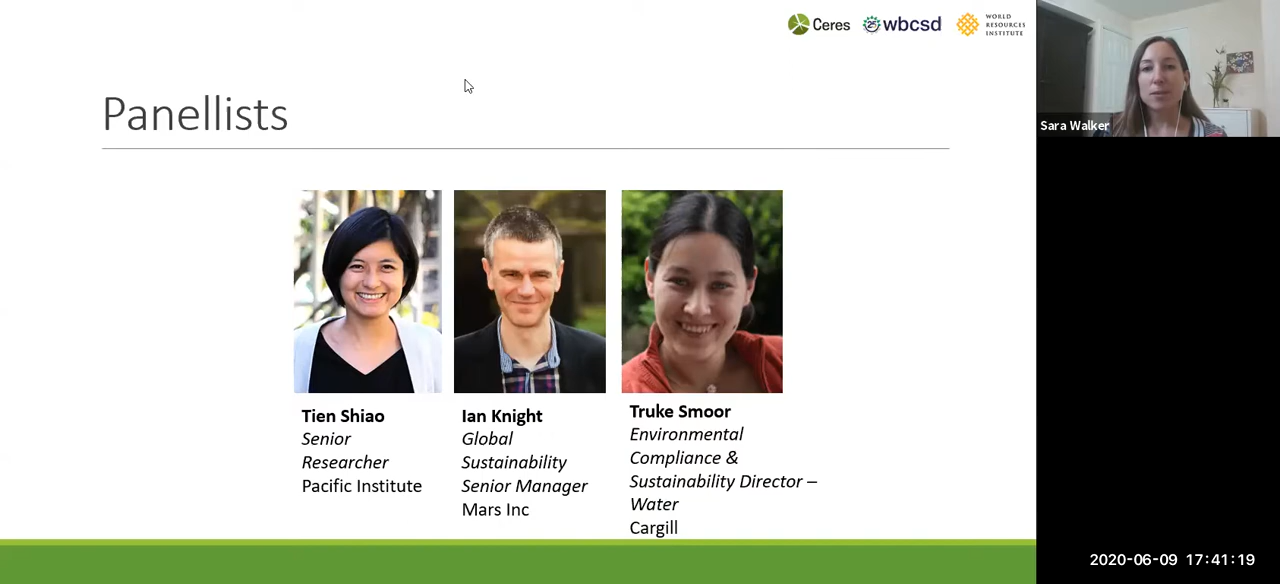 Ceres
25
wbcsd
WORLD
RESOURCES
INSTITUTE
Panellists
Sara Walker
Tien Shiao
Senior
Researcher
Pacific Institute
Ian Knight
Global
Sustainability
Senior Manager
Mars Inc
Truke Smoor
Environmental
Compliance &
Sustainability Director –
Water
Cargill
2020-06-09 17:41:19